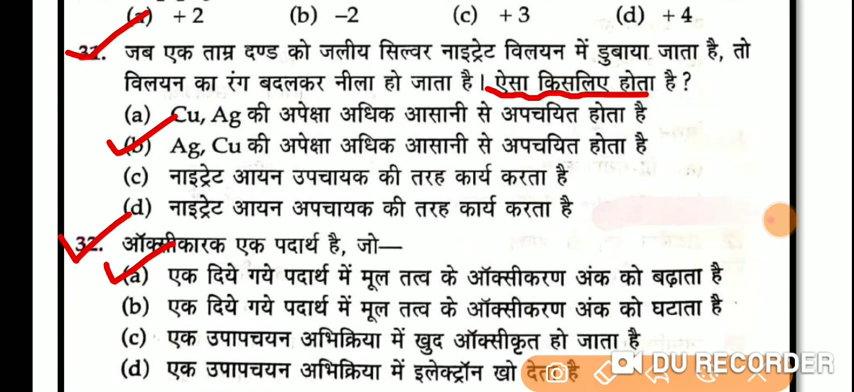 (a) + 2 (b) –2 (c) + 3 (d) + 4
31. जब एक ताम्र दण्ड को जलीय सिल्वर नाइट्रेट विलयन में डुबाया जाता है, तो
विलयन का रंग बदलकर नीला हो जाता है। ऐसा किसलिए होता है ?
(a) Cu, Ag की अपेक्षा अधिक आसानी से अपचयित होता है
(b) Ag, Cu की अपेक्षा अधिक आसानी से अपचयित होता है
(c) नाइट्रेट आयन उपचायक की तरह कार्य करता है
(d) नाइट्रेट आयन अपचायक की तरह कार्य करता है
32. ऑक्सीकारक एक पदार्थ है, जो—
(a) एक दिये गये पदार्थ में मूल तत्व के ऑक्सीकरण अंक को बढ़ाता है
(b) एक दिये गये पदार्थ में मूल तत्व के ऑक्सीकरण अंक को घटाता है
(c) एक उपापचयन अभिक्रिया में खुद ऑक्सीकृत हो जाता है
(d) एक उपापचयन अभिक्रिया में इलेक्ट्रॉन खो देता है
DU RECORDER